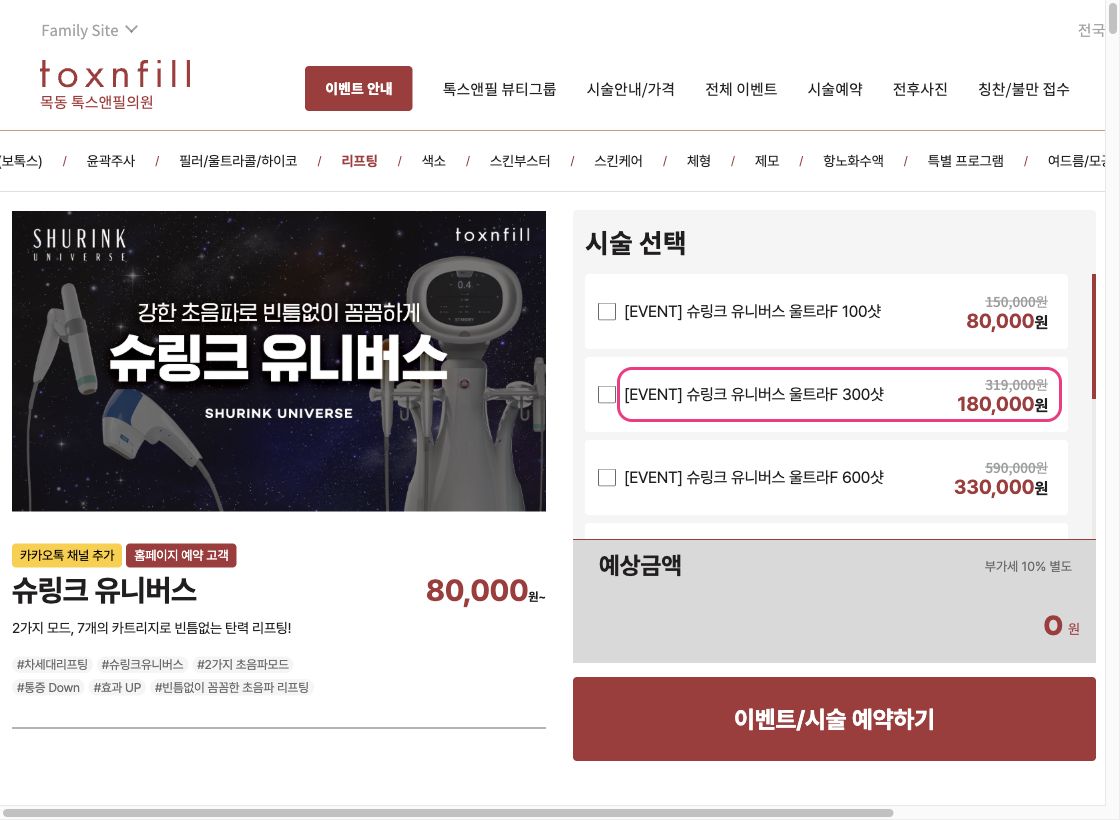 Family Site
전국
toxnfill
목동 톡스앤필의원
이벤트 안내
톡스앤필 뷰티그룹
시술안내/가격
전체 이벤트
시술예약
전후사진
칭찬/불만 접수
(보톡스) / 윤곽주사 / 필러/울트라콜/하이코 / 리프팅 / 색소 / 스킨부스터 / 스킨케어 / 체형 / 제모 / 항노화수액 / 특별 프로그램 / 여드름/모공
SHURINK
UNIVERSE
toxnfill
0.4
STANDBY
강한 초음파로 빈틈없이 꼼꼼하게
슈링크 유니버스
SHURINK UNIVERSE
카카오톡 채널 추가
홈페이지 예약 고객
슈링크 유니버스
80,000원~
2가지 모드, 7개의 카트리지로 빈틈없는 탄력 리프팅!
#차세대리프팅 #슈링크유니버스 #2가지 초음파모드
#통증 Down #효과 UP #빈틈없이 꼼꼼한 초음파 리프팅
시술 선택
[EVENT] 슈링크 유니버스 울트라F 100샷
150,000원
80,000원
[EVENT] 슈링크 유니버스 울트라F 300샷
319,000원
180,000원
[EVENT] 슈링크 유니버스 울트라F 600샷
590,000원
330,000원
예상금액
부가세 10% 별도
0 원
이벤트/시술 예약하기